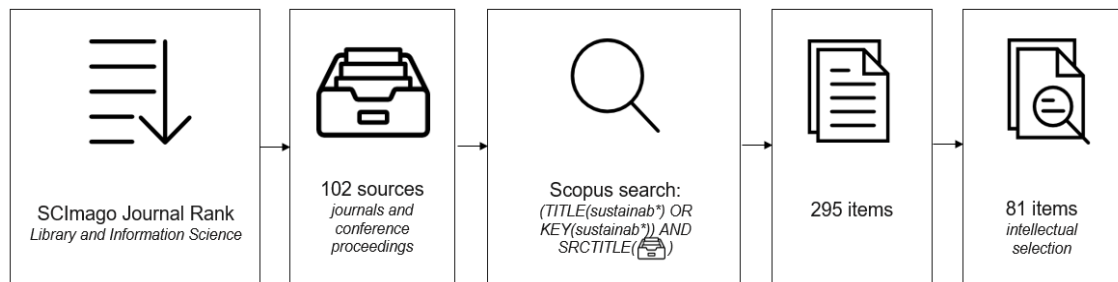 SCImago Journal Rank
Library and Information Science
102 sources
journals and
conference
proceedings
Scopus search:
(TITLE(sustainab*) OR
KEY(sustainab*)) AND
SRCTITLE( )
295 items
81 items
intellectual
selection